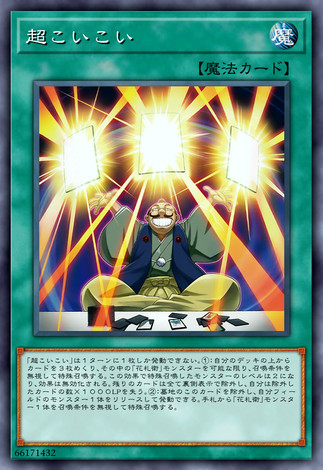 超こいこい
魔
【魔法カード】
「超こいこい」は１ターンに１枚しか発動できない。①：自分のデッキの上から
カードを３枚めくり、その中の「花札衛」モンスターを可能な限り、召喚条件を
無視して特殊召喚する。この効果で特殊召喚したモンスターのレベルは２にな
り、効果は無効化される。残りのカードは全て裏側表示で除外し、自分は除外し
たカードの数×１０００LPを失う。②：墓地のこのカードを除外し、自分フィール
ドのモンスター１体をリリースして発動できる。手札から「花札衛」モンスタ
ー１体を召喚条件を無視して特殊召喚する。
66171432